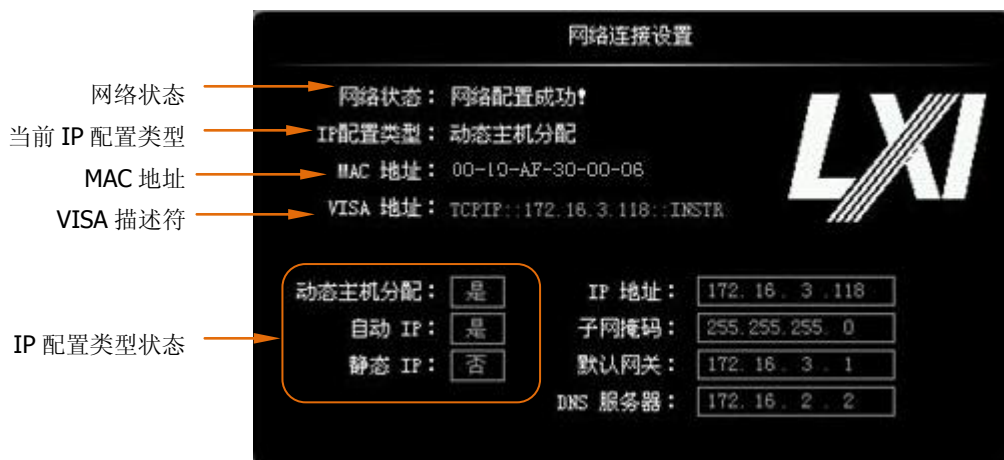 网络连接设置
网络状态
网络状态： 网络配置成功！
当前 IP 配置类型
IP配置类型： 动态主机分配
MAC 地址
MAC 地址： 00-19-AF-30-00-06
VISA 描述符
VISA 地址： TCPIP::172.16.3.118::INSTR
LXI
IP 配置类型状态
动态主机分配： 是
自动 IP： 是
静态 IP： 否
IP 地址： 172. 16 . 3 .118
子网掩码： 255.255.255. 0
默认网关： 172. 16 . 3 . 1
DNS 服务器： 172. 16 . 2 . 2